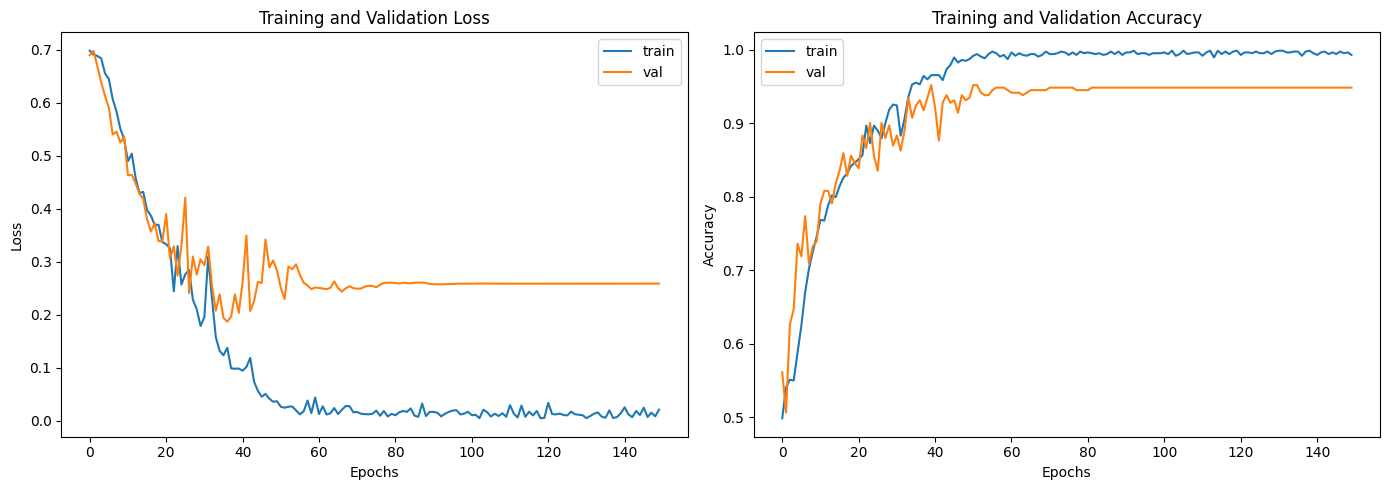 Training and Validation Loss
0.7
0.6
0.5
0.4
0.3
0.2
0.1
0.0
Loss
0 20 40 60 80 100 120 140
Epochs
train
val
Training and Validation Accuracy
1.0
0.9
0.8
0.7
0.6
0.5
Accuracy
0 20 40 60 80 100 120 140
Epochs
train
val